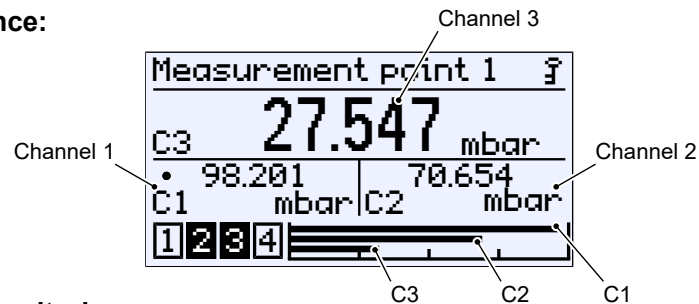 nce:
Channel 3
Measurement point 1
C3 27.547 mbar
Channel 1
Channel 2
98.201 70.654
C1 mbar C2 mbar
1 2 3 4
C3 C2 C1